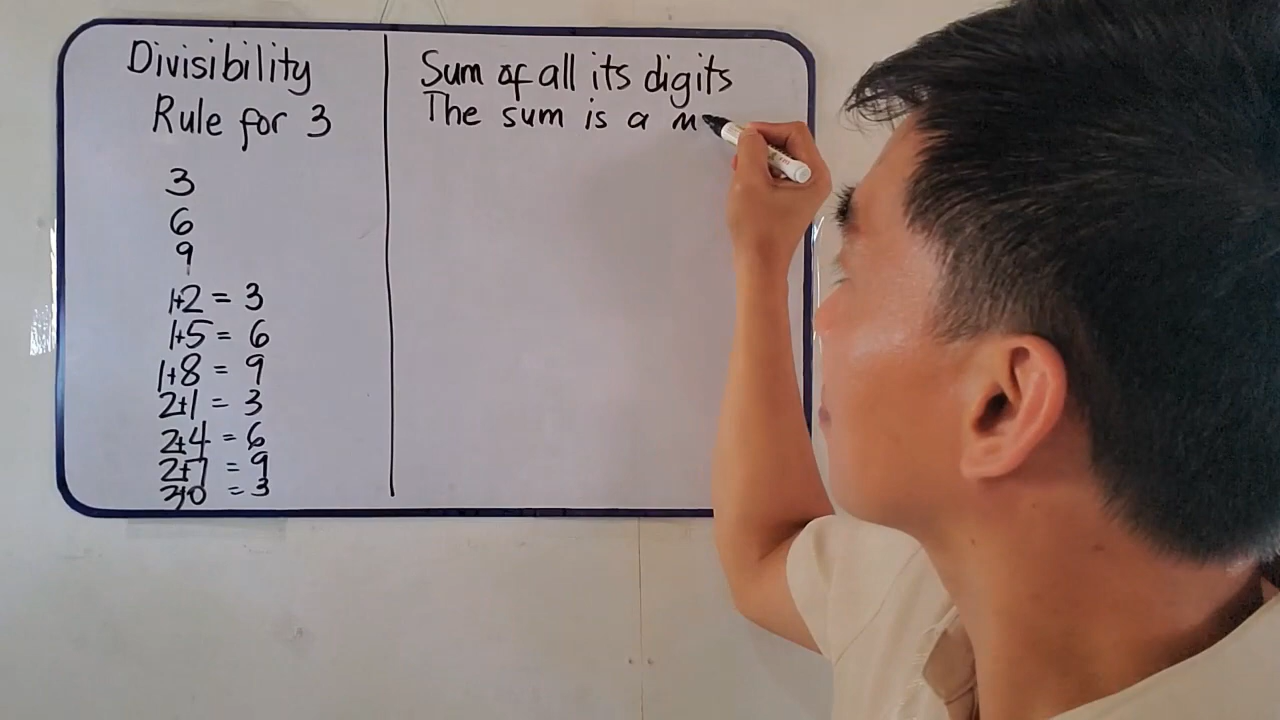 Divisibility
Rule for 3
3
6
9
1+2 = 3
1+5 = 6
1+8 = 9
2+1 = 3
2+4 = 6
2+7 = 9
3+0 = 3
Sum of all its digits
The sum is a m